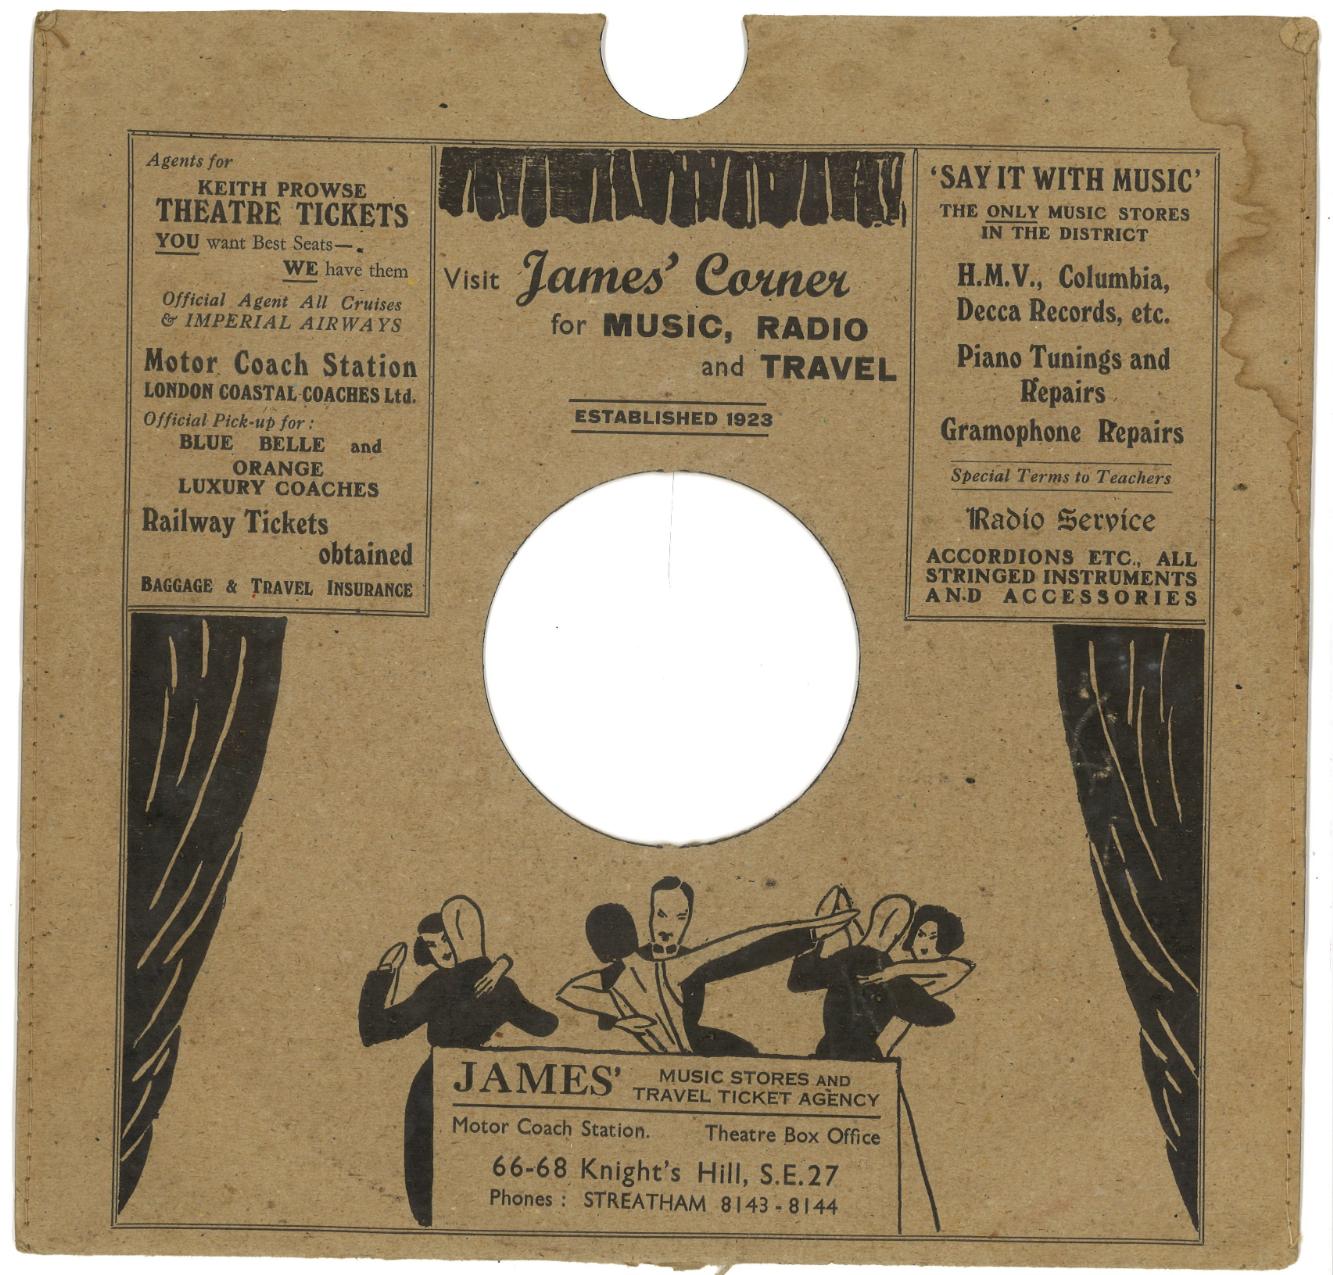 Agents for
KEITH PROWSE
THEATRE TICKETS
YOU want Best Seats—
WE have them
Official Agent All Cruises
& IMPERIAL AIRWAYS
Motor Coach Station
LONDON COASTAL COACHES Ltd.
Official Pick-up for:
BLUE BELLE and
ORANGE
LUXURY COACHES
Railway Tickets
obtained
BAGGAGE & TRAVEL INSURANCE
Visit James' Corner
for MUSIC, RADIO
and TRAVEL
ESTABLISHED 1923
'SAY IT WITH MUSIC'
THE ONLY MUSIC STORES
IN THE DISTRICT
H.M.V., Columbia,
Decca Records, etc.
Piano Tunings and
Repairs
Gramophone Repairs
Special Terms to Teachers
Radio Service
ACCORDIONS ETC., ALL
STRINGED INSTRUMENTS
AND ACCESSORIES
JAMES' MUSIC STORES AND
TRAVEL TICKET AGENCY
Motor Coach Station. Theatre Box Office
66-68 Knight's Hill, S.E.27
Phones : STREATHAM 8143 - 8144